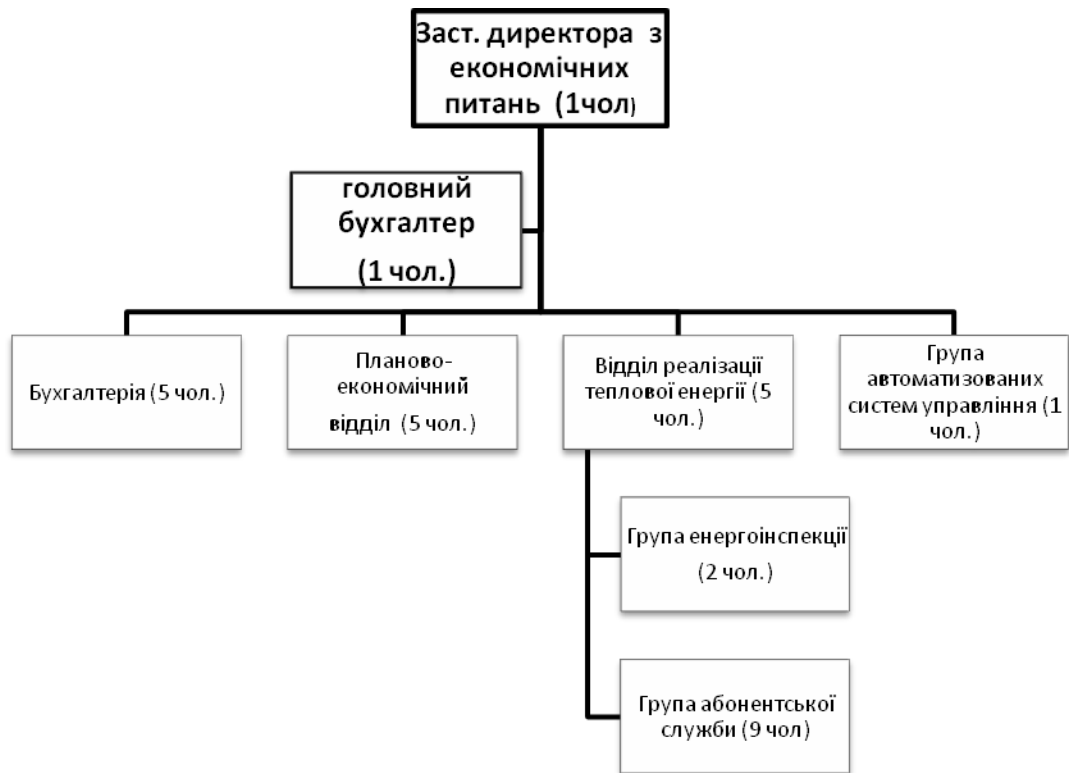 Заст. директора з
економічних
питань (1чол)
головний
бухгалтер
(1 чол.)
Бухгалтерія (5 чол.)
Планово-
економічний
відділ (5 чол.)
Відділ реалізації
теплової енергії (5
чол.)
Група
автоматизованих
систем управління (1
чол.)
Група енергоінспекції
(2 чол.)
Група абонентської
служби (9 чол)